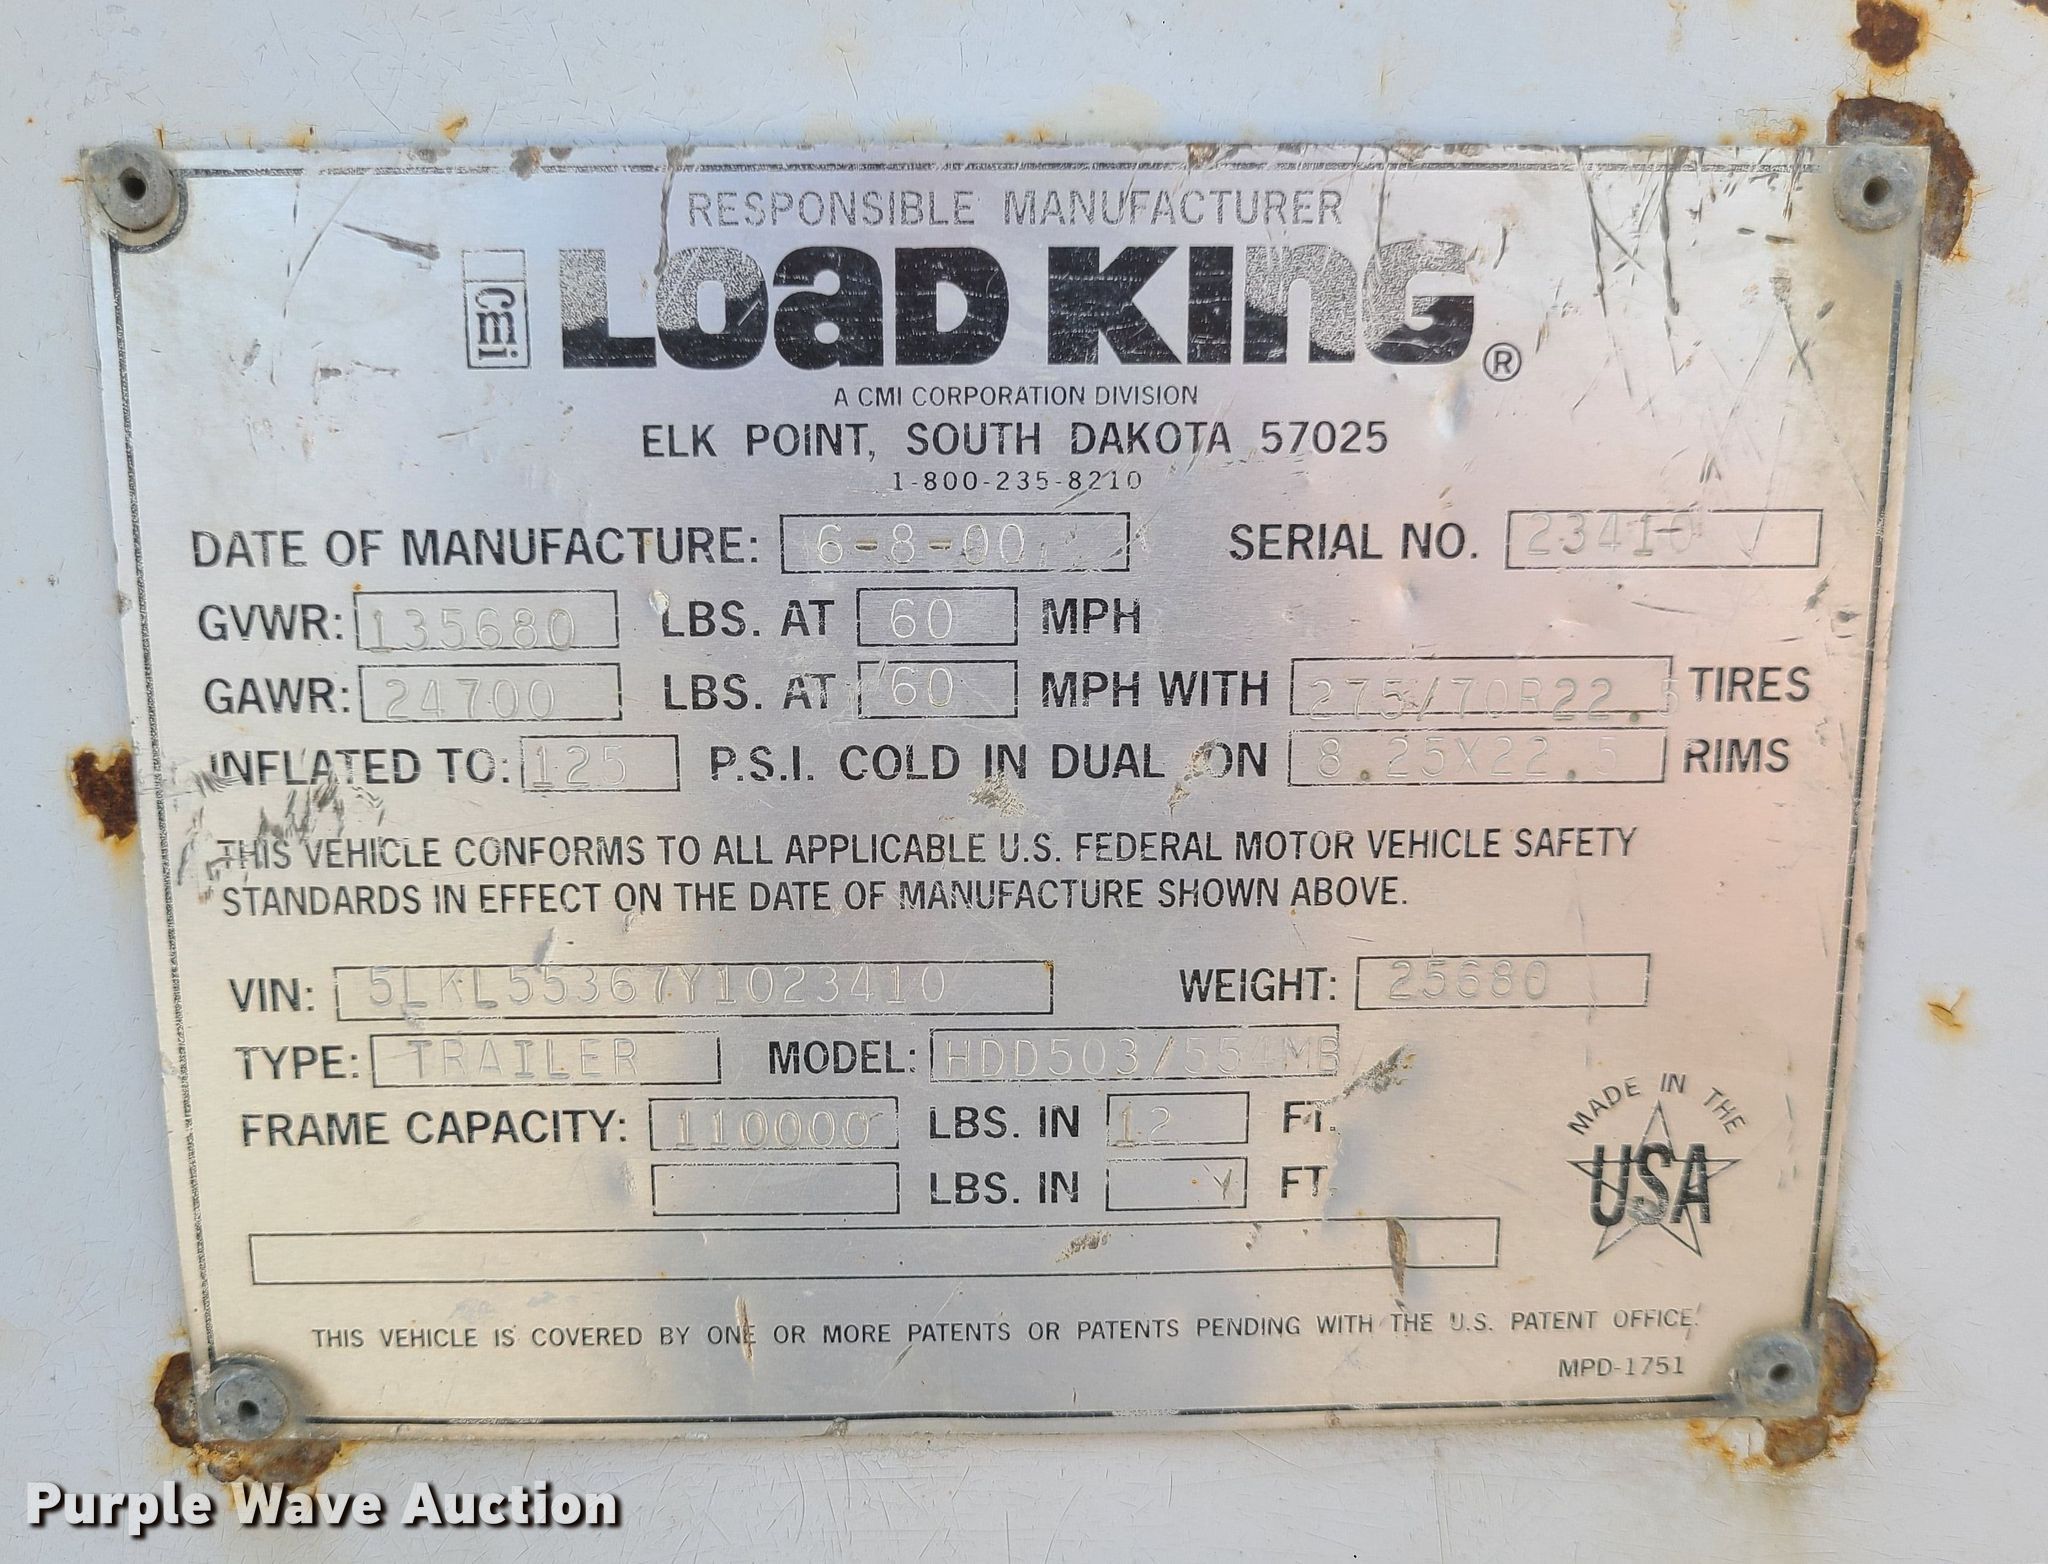 RESPONSIBLE MANUFACTURER
cmi LOAD KING ®
A CMI CORPORATION DIVISION
ELK POINT, SOUTH DAKOTA 57025
1-800-235-8210
DATE OF MANUFACTURE: 6-8-00 SERIAL NO. 23410
GVWR: 135680 LBS. AT 60 MPH
GAWR: 24700 LBS. AT 60 MPH WITH 275/70R22.5 TIRES
INFLATED TO: 125 P.S.I. COLD IN DUAL ON 8.25X22.5 RIMS
THIS VEHICLE CONFORMS TO ALL APPLICABLE U.S. FEDERAL MOTOR VEHICLE SAFETY
STANDARDS IN EFFECT ON THE DATE OF MANUFACTURE SHOWN ABOVE.
VIN: 5LKL55367Y1023410 WEIGHT: 25680
TYPE: TRAILER MODEL: HDD503/554MB
FRAME CAPACITY: 110000 LBS. IN 12 FT.
LBS. IN FT.
MADE IN THE
USA
THIS VEHICLE IS COVERED BY ONE OR MORE PATENTS OR PATENTS PENDING WITH THE U.S. PATENT OFFICE.
MPD-1751
Purple Wave Auction